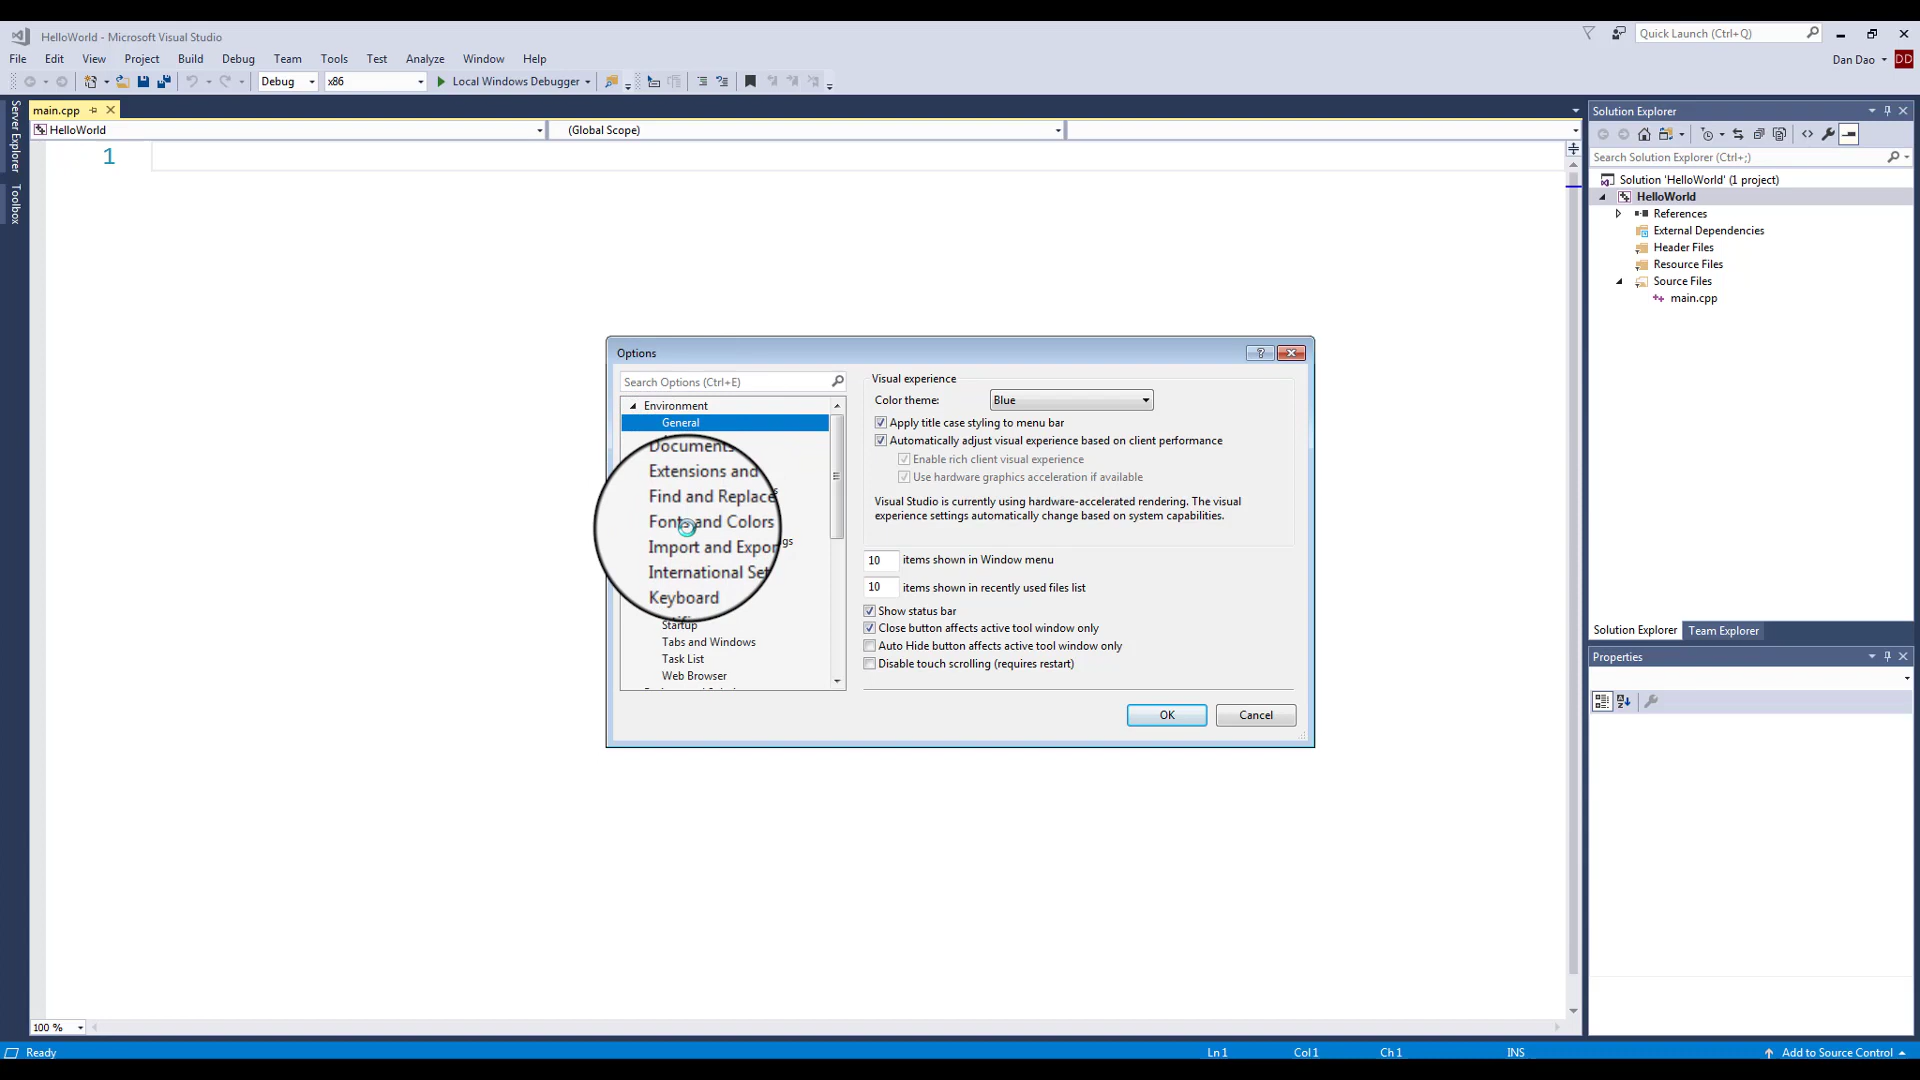 HelloWorld - Microsoft Visual Studio
Quick Launch (Ctrl+Q)
File Edit View Project Build Debug Team Tools Test Analyze Window Help
Dan Dao DD
Debug x86 Local Windows Debugger
Server Explorer
Toolbox
main.cpp
HelloWorld (Global Scope)
1
Solution Explorer
Search Solution Explorer (Ctrl+;)
Solution 'HelloWorld' (1 project)
HelloWorld
References
External Dependencies
Header Files
Resource Files
Source Files
main.cpp
Solution Explorer Team Explorer
Properties
Options
Search Options (Ctrl+E)
Environment
General
Documents
Extensions and
Find and Replace
Fonts and Colors
Import and Expor
gs
International Set
Keyboard
Startup
Tabs and Windows
Task List
Web Browser
Visual experience
Color theme: Blue
Apply title case styling to menu bar
Automatically adjust visual experience based on client performance
Enable rich client visual experience
Use hardware graphics acceleration if available
Visual Studio is currently using hardware-accelerated rendering. The visual
experience settings automatically change based on system capabilities.
10 items shown in Window menu
10 items shown in recently used files list
Show status bar
Close button affects active tool window only
Auto Hide button affects active tool window only
Disable touch scrolling (requires restart)
OK Cancel
100 %
Ready Ln 1 Col 1 Ch 1 INS Add to Source Control